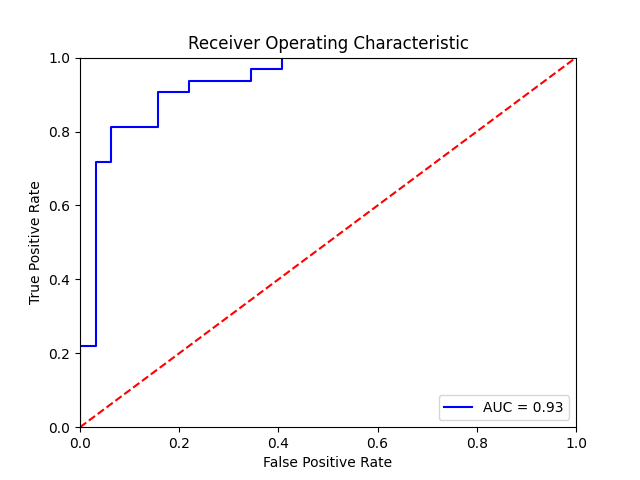 Receiver Operating Characteristic
1.0
0.8
0.6
0.4
0.2
0.0
True Positive Rate
AUC = 0.93
0.0 0.2 0.4 0.6 0.8 1.0
False Positive Rate